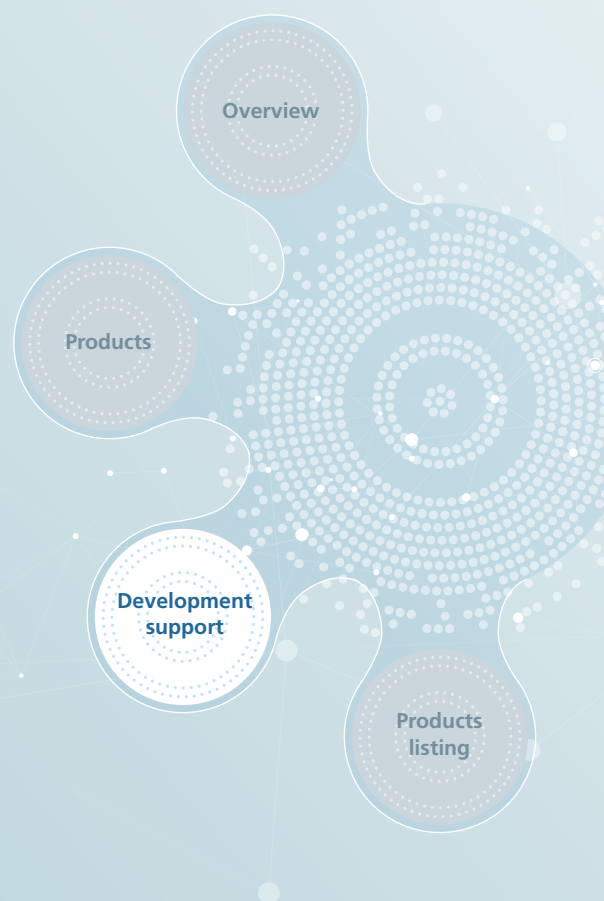 Overview
Products
Development
support
Products
listing